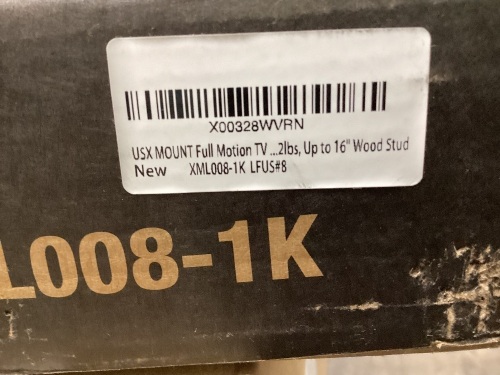 X00328WVRN
USX MOUNT Full Motion TV ...2lbs, Up to 16" Wood Stud
New XML008-1K LFUS#8
L008-1K